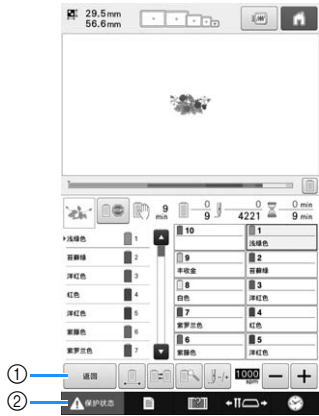 29.5mm
56.6mm
9 min
0
9
0
4221
0 min
9 min
浅绿色 1
苔藓绿 2
洋红色 3
红色 4
洋红色 5
紫藤色 6
紫罗兰色 7
10
1
浅绿色
9
丰收金
2
苔藓绿
8
白色
3
洋红色
7
紫罗兰色
4
红色
6
紫藤色
5
洋红色
① 返回
1000 spm
− +
② 保护状态